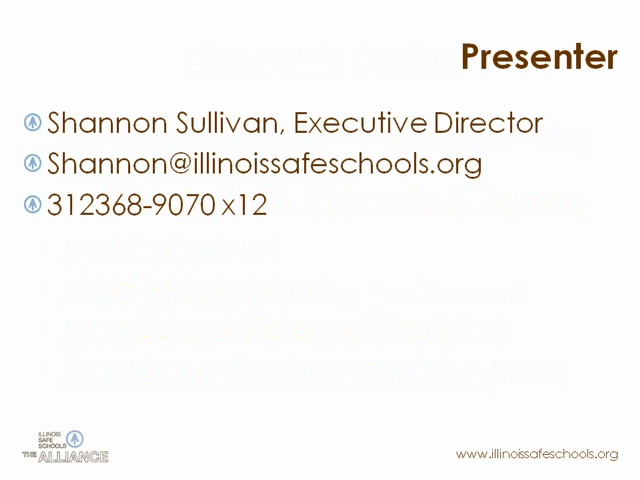 Presenter
Shannon Sullivan, Executive Director
Shannon@illinoissafeschools.org
312368-9070 x12
ILLINOIS
SAFE
SCHOOLS
THE ALLIANCE
www.illinoissafeschools.org